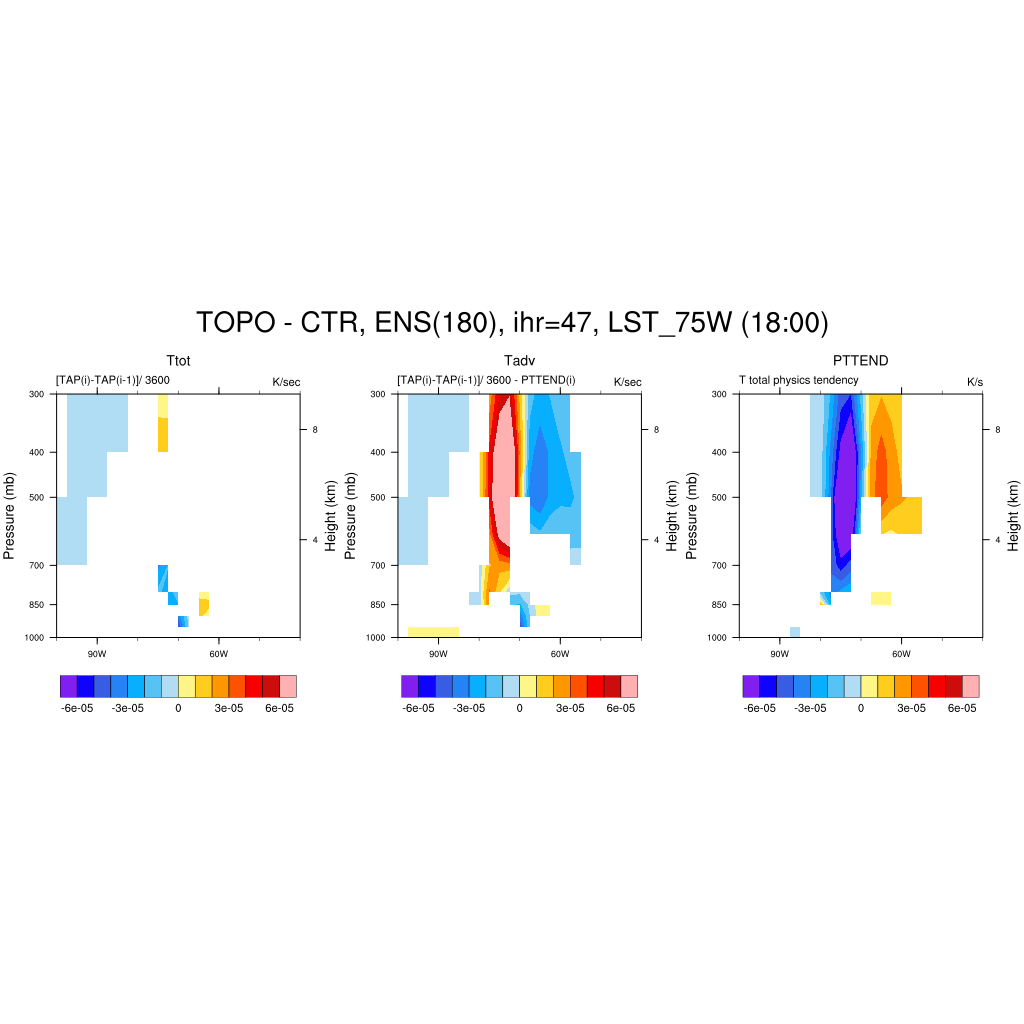 TOPO - CTR, ENS(180), ihr=47, LST_75W (18:00)
Ttot
[TAP(i)-TAP(i-1)]/ 3600 K/sec
Pressure (mb)
300
400
500
700
850
1000
90W 60W
8
4
Height (km)
-6e-05 -3e-05 0 3e-05 6e-05
Tadv
[TAP(i)-TAP(i-1)]/ 3600 - PTTEND(i) K/sec
Pressure (mb)
300
400
500
700
850
1000
90W 60W
8
4
Height (km)
-6e-05 -3e-05 0 3e-05 6e-05
PTTEND
T total physics tendency K/s
Pressure (mb)
300
400
500
700
850
1000
90W 60W
8
4
Height (km)
-6e-05 -3e-05 0 3e-05 6e-05